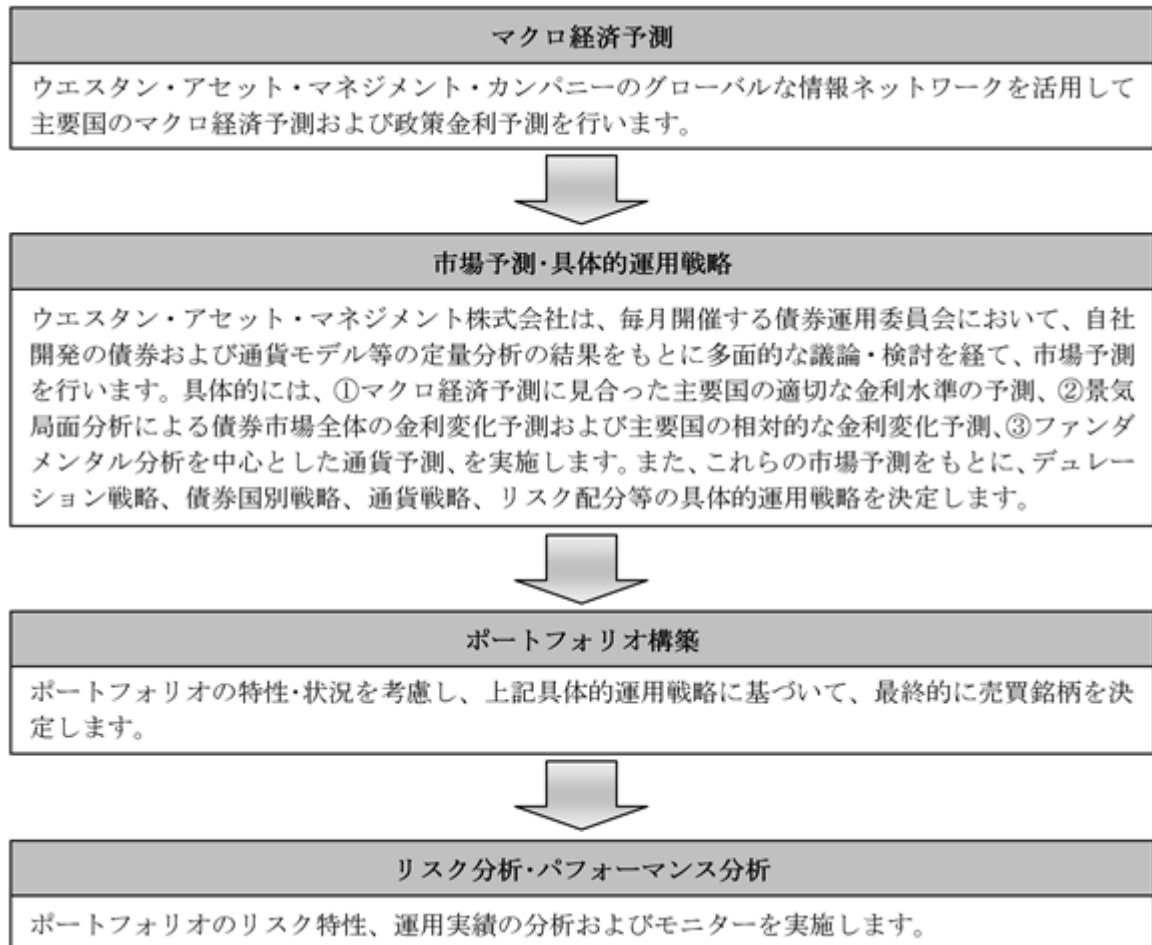 マクロ経済予測
ウエスタン・アセット・マネジメント・カンパニーのグローバルな情報ネットワークを活用して
主要国のマクロ経済予測および政策金利予測を行います。
市場予測･具体的運用戦略
ウエスタン・アセット・マネジメント株式会社は、毎月開催する債券運用委員会において、自社
開発の債券および通貨モデル等の定量分析の結果をもとに多面的な議論・検討を経て、市場予測
を行います。具体的には、①マクロ経済予測に見合った主要国の適切な金利水準の予測、②景気
局面分析による債券市場全体の金利変化予測および主要国の相対的な金利変化予測、③ファンダ
メンタル分析を中心とした通貨予測、を実施します。また、これらの市場予測をもとに、デュレー
ション戦略、債券国別戦略、通貨戦略、リスク配分等の具体的運用戦略を決定します。
ポートフォリオ構築
ポートフォリオの特性･状況を考慮し、上記具体的運用戦略に基づいて、最終的に売買銘柄を決
定します。
リスク分析･パフォーマンス分析
ポートフォリオのリスク特性、運用実績の分析およびモニターを実施します。